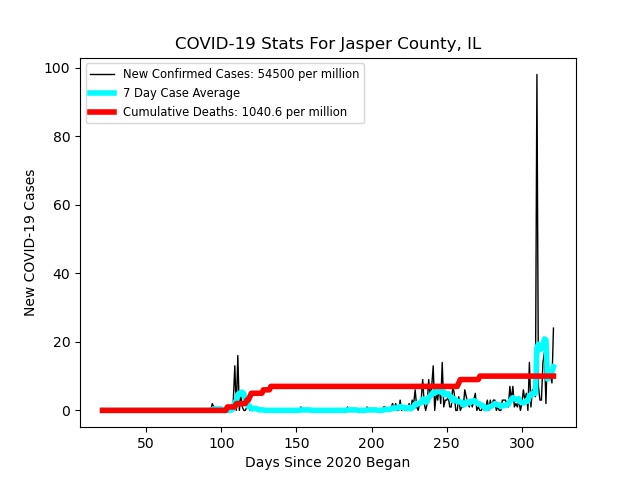 COVID-19 Stats For Jasper County, IL
New Confirmed Cases: 54500 per million
7 Day Case Average
Cumulative Deaths: 1040.6 per million
New COVID-19 Cases
100
80
60
40
20
0
50
100
150
200
250
300
Days Since 2020 Began